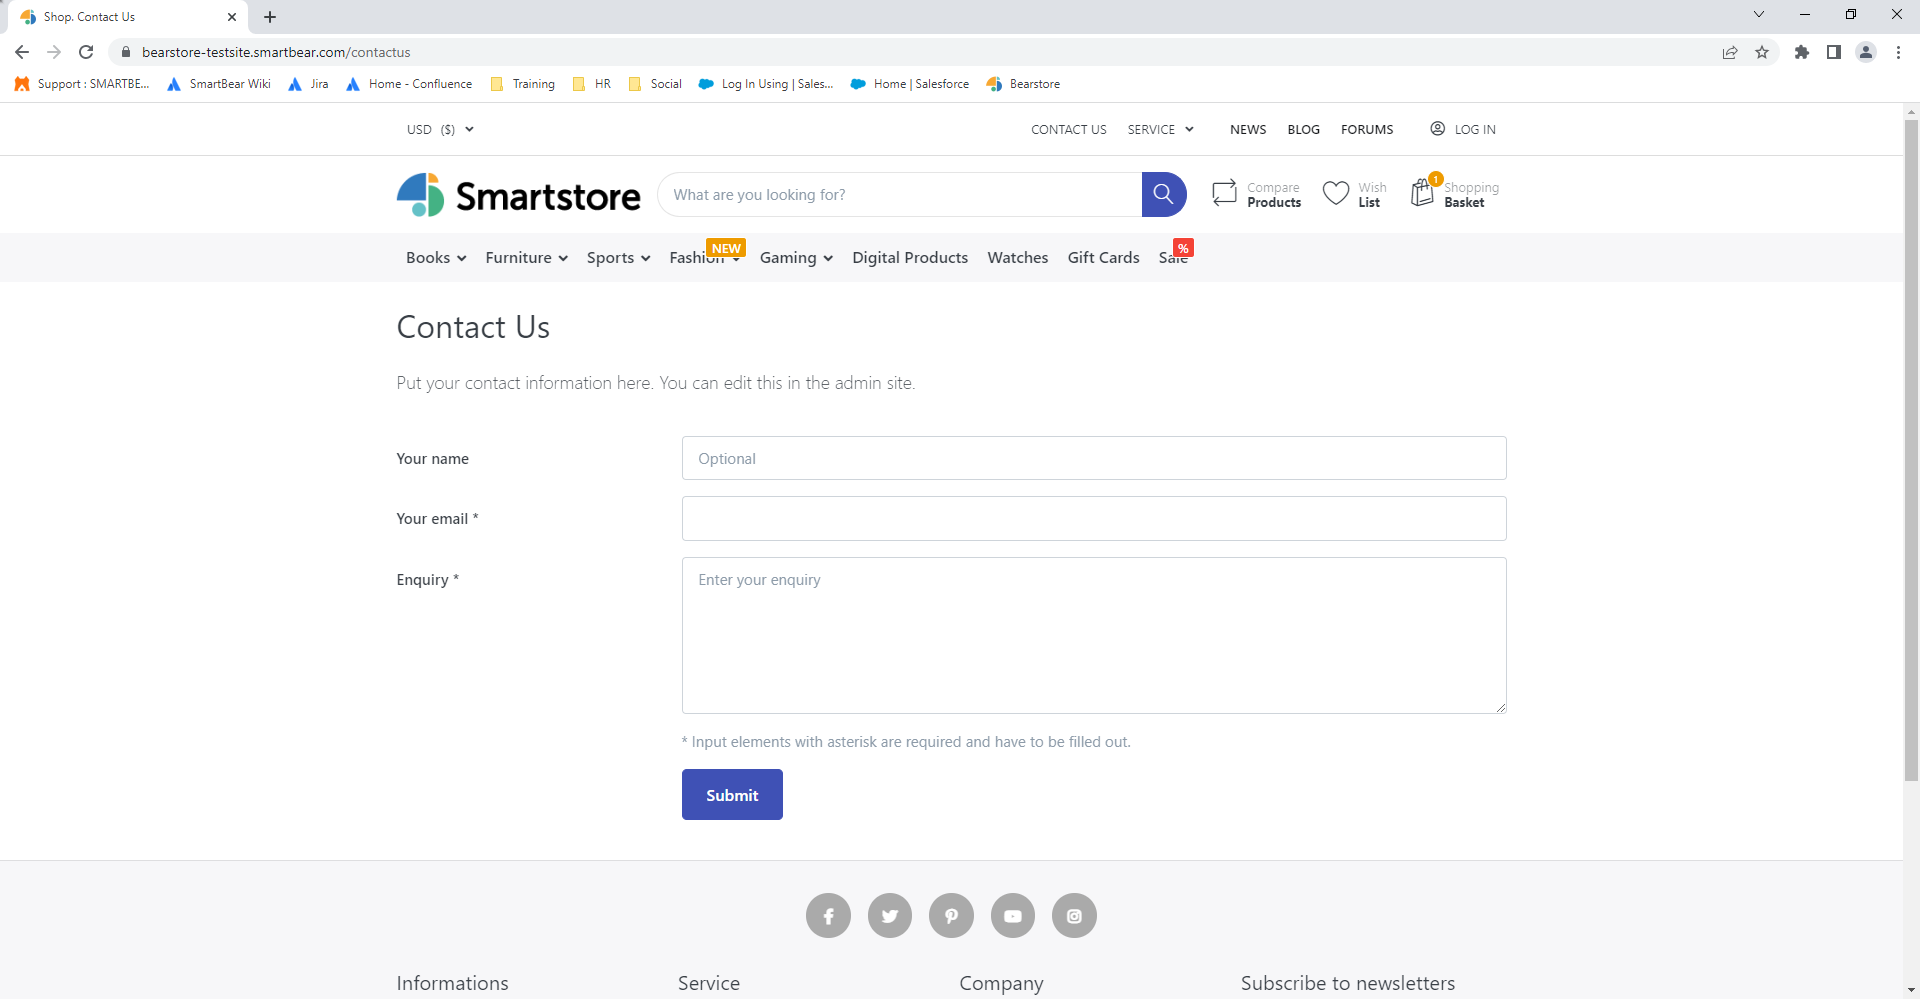 Shop. Contact Us
bearstore-testsite.smartbear.com/contactus
Support : SMARTBE... SmartBear Wiki Jira Home - Confluence Training HR Social Log In Using | Sales... Home | Salesforce Bearstore
USD ($) CONTACT US SERVICE NEWS BLOG FORUMS LOG IN
Smartstore What are you looking for? Compare Products Wish List 1 Shopping Basket
Books Furniture Sports Fashion NEW Gaming Digital Products Watches Gift Cards Sale %
Contact Us
Put your contact information here. You can edit this in the admin site.
Your name Optional
Your email *
Enquiry * Enter your enquiry
* Input elements with asterisk are required and have to be filled out.
Submit
Informations Service Company Subscribe to newsletters